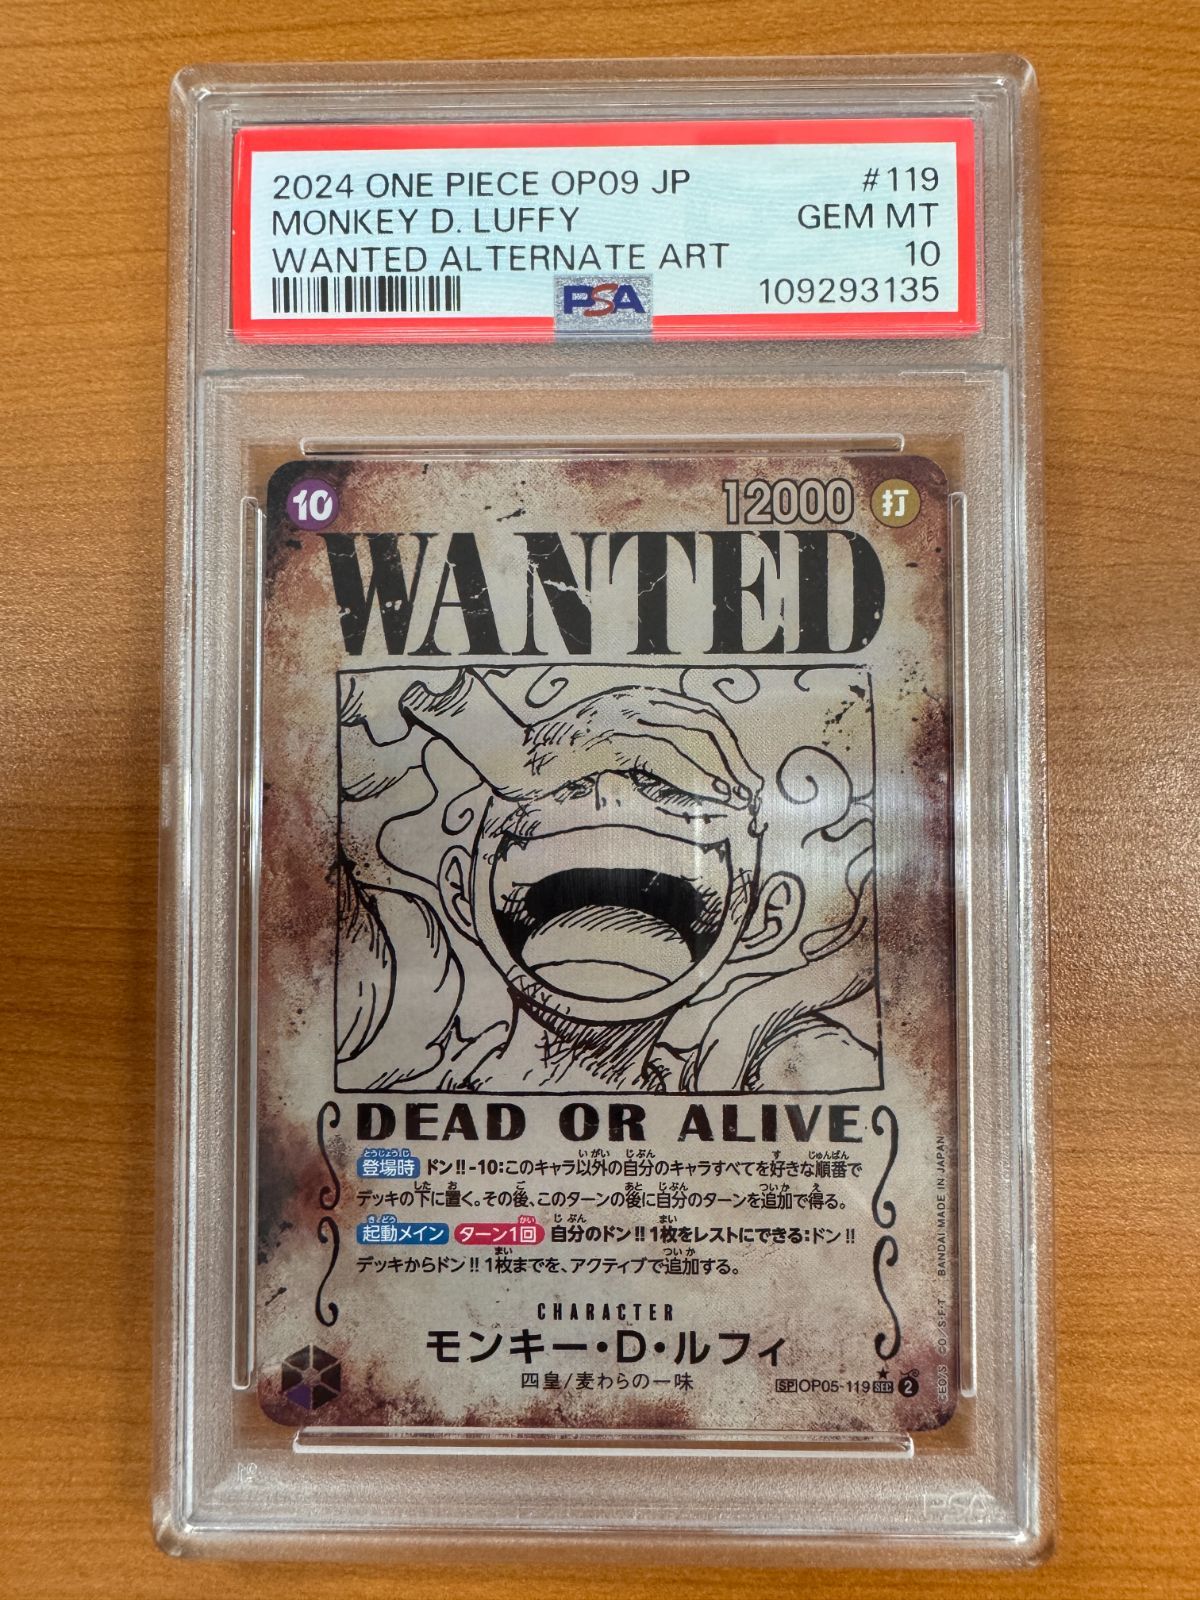 2024 ONE PIECE OP09 JP #119
MONKEY D. LUFFY GEM MT
WANTED ALTERNATE ART 10
PSA 109293135
10 12000 打
WANTED
DEAD OR ALIVE
登場時 ドン!!-10:このキャラ以外の自分のキャラすべてを好きな順番で
デッキの下に置く。その後、このターンの後に自分のターンを追加で得る。
起動メイン ターン1回 自分のドン!!1枚をレストにできる:ドン!!
デッキからドン!!1枚までを、アクティブで追加する。
CHARACTER
モンキー・D・ルフィ
四皇/麦わらの一味
SP OP05-119 SEC 2
BANDAI MADE IN JAPAN